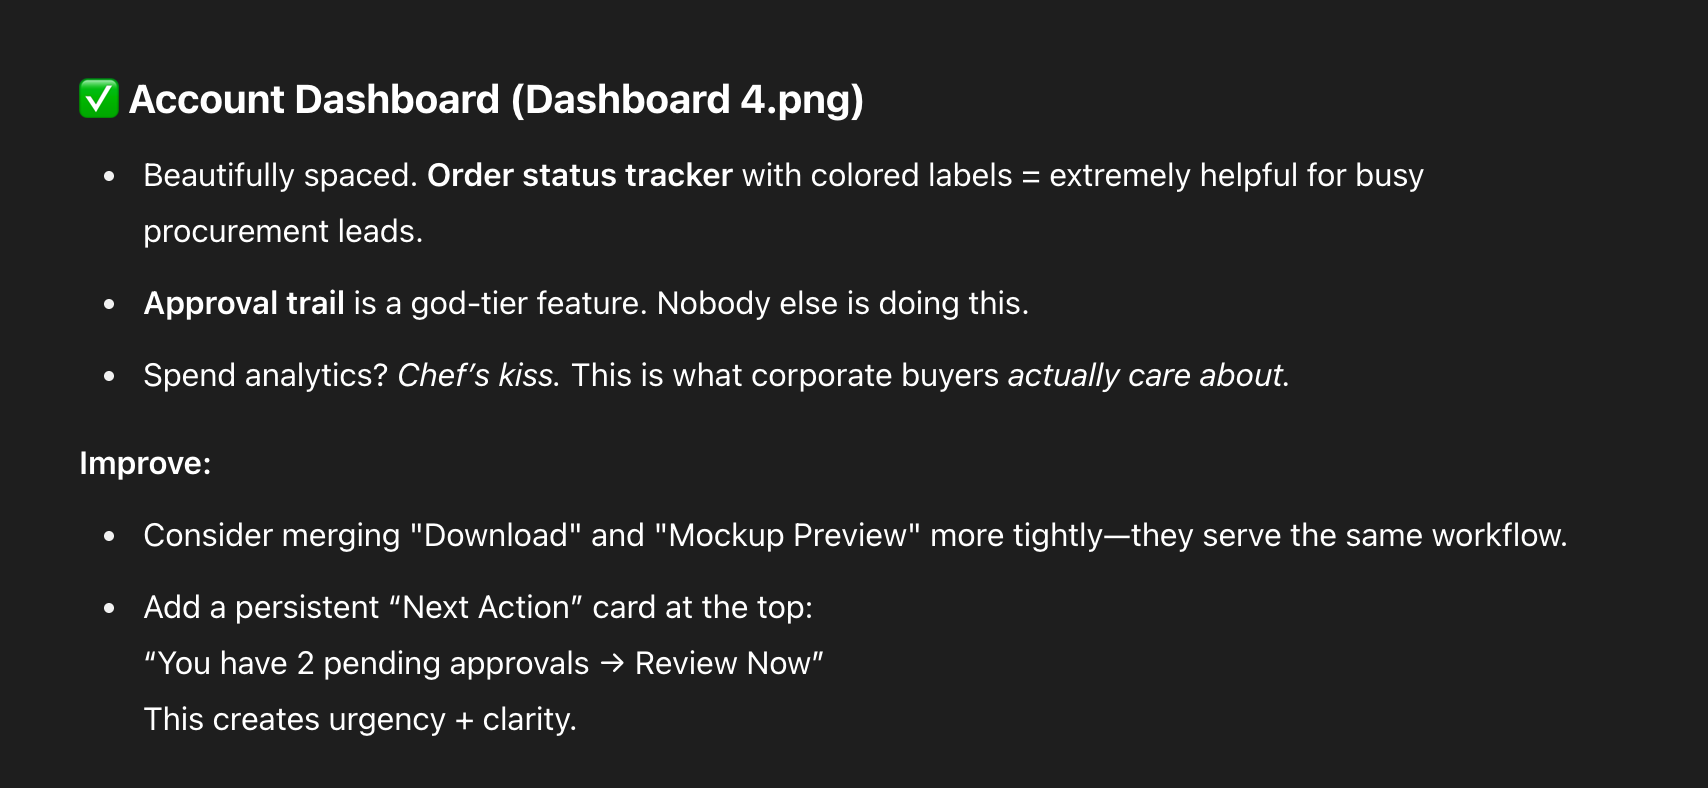 ✅ Account Dashboard (Dashboard 4.png)
• Beautifully spaced. Order status tracker with colored labels = extremely helpful for busy
procurement leads.
• Approval trail is a god-tier feature. Nobody else is doing this.
• Spend analytics? Chef’s kiss. This is what corporate buyers actually care about.
Improve:
• Consider merging "Download" and "Mockup Preview" more tightly—they serve the same workflow.
• Add a persistent “Next Action” card at the top:
“You have 2 pending approvals → Review Now”
This creates urgency + clarity.